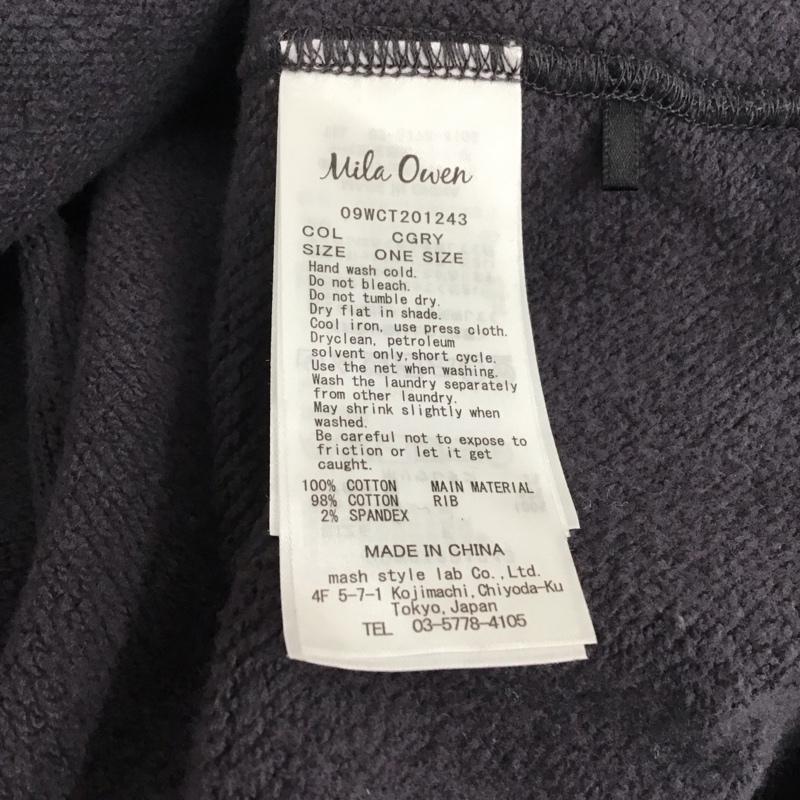 Mila Owen
09WCT201243
COL CGRY
SIZE ONE SIZE
Hand wash cold.
Do not bleach.
Do not tumble dry.
Dry flat in shade.
Cool iron, use press cloth.
Dryclean, petroleum
solvent only,short cycle.
Use the net when washing.
Wash the laundry separately
from other laundry.
May shrink slightly when
washed.
Be careful not to expose to
friction or let it get
caught.
100% COTTON MAIN MATERIAL
98% COTTON RIB
2% SPANDEX
MADE IN CHINA
mash style lab Co.,Ltd.
4F 5-7-1 Kojimachi,Chiyoda-Ku
Tokyo,Japan
TEL 03-5778-4105